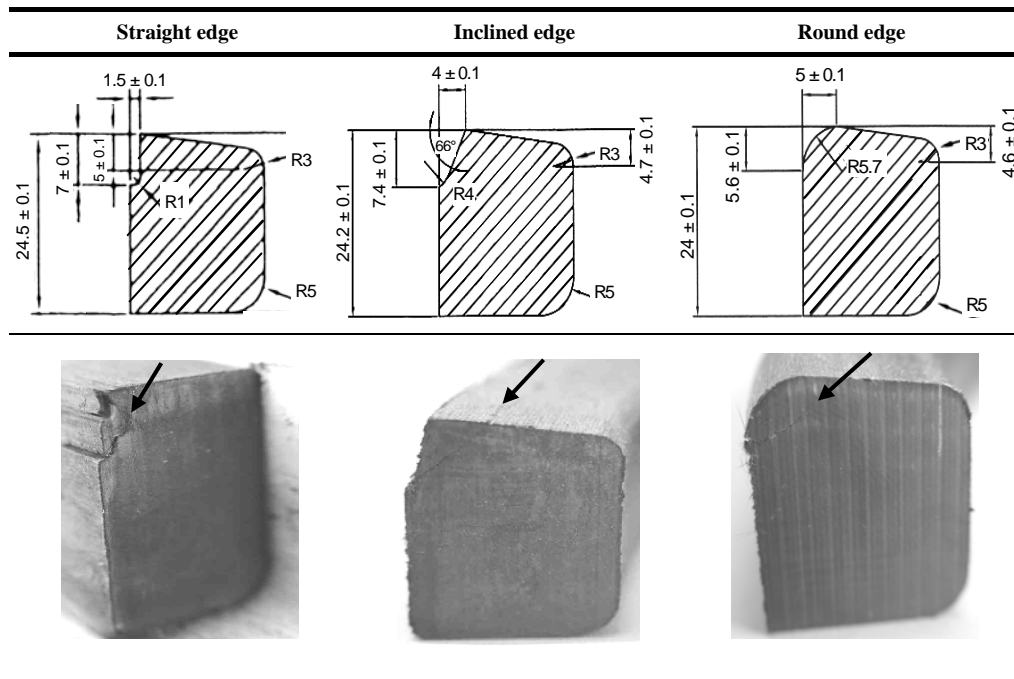 Straight edge
Inclined edge
Round edge
1.5 ± 0.1
7 ± 0.1
5 ± 0.1
24.5 ± 0.1
R1
R3
R5
4 ± 0.1
66°
7.4 ± 0.1
24.2 ± 0.1
R4
R3
4.7 ± 0.1
R5
5 ± 0.1
5.6 ± 0.1
24 ± 0.1
R5.7
R3
4.6 ± 0.1
R5